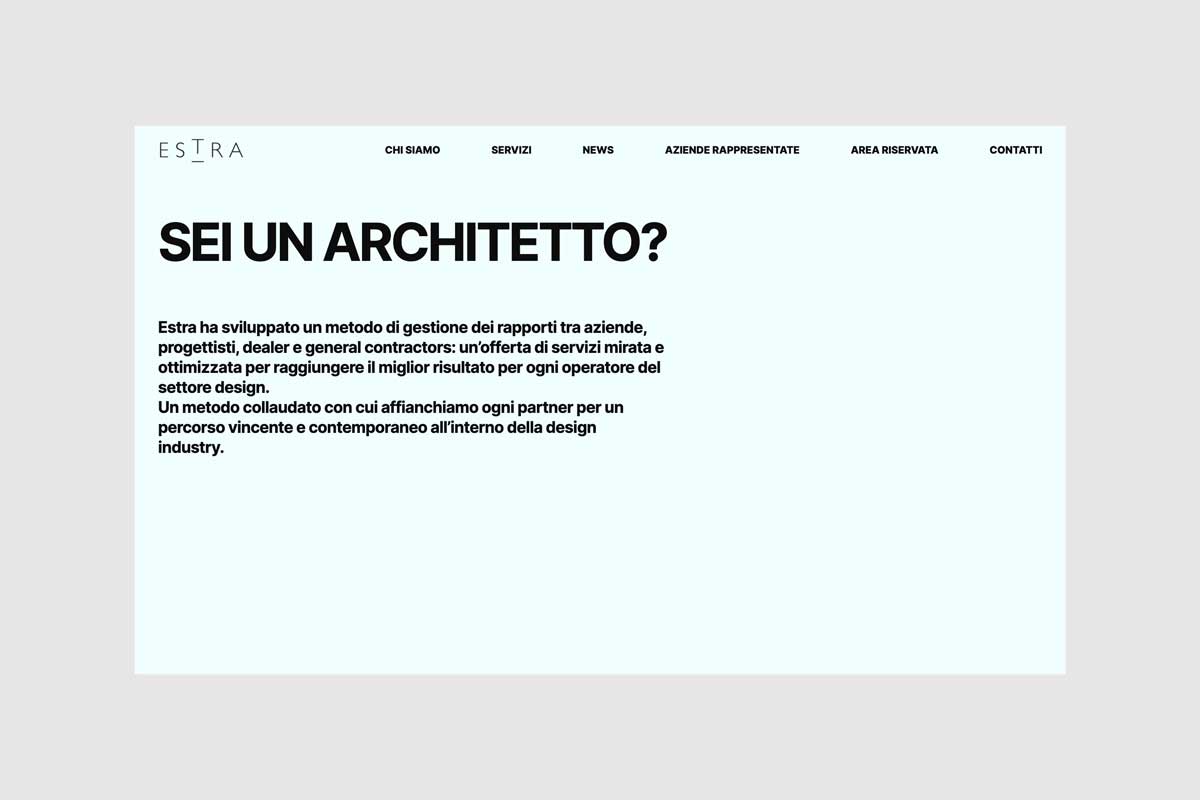 ESTRA
CHI SIAMO SERVIZI NEWS AZIENDE RAPPRESENTATE AREA RISERVATA CONTATTI
SEI UN ARCHITETTO?
Estra ha sviluppato un metodo di gestione dei rapporti tra aziende,
progettisti, dealer e general contractors: un’offerta di servizi mirata e
ottimizzata per raggiungere il miglior risultato per ogni operatore del
settore design.
Un metodo collaudato con cui affianchiamo ogni partner per un
percorso vincente e contemporaneo all’interno della design
industry.